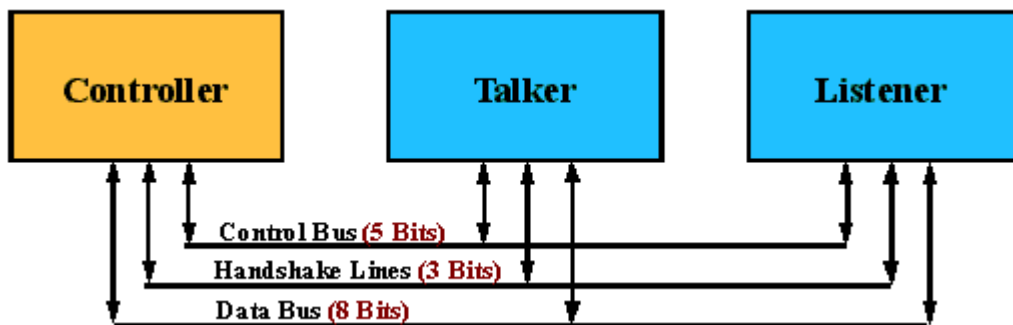 Controller
Talker
Listener
Control Bus (5 Bits)
Handshake Lines (3 Bits)
Data Bus (8 Bits)